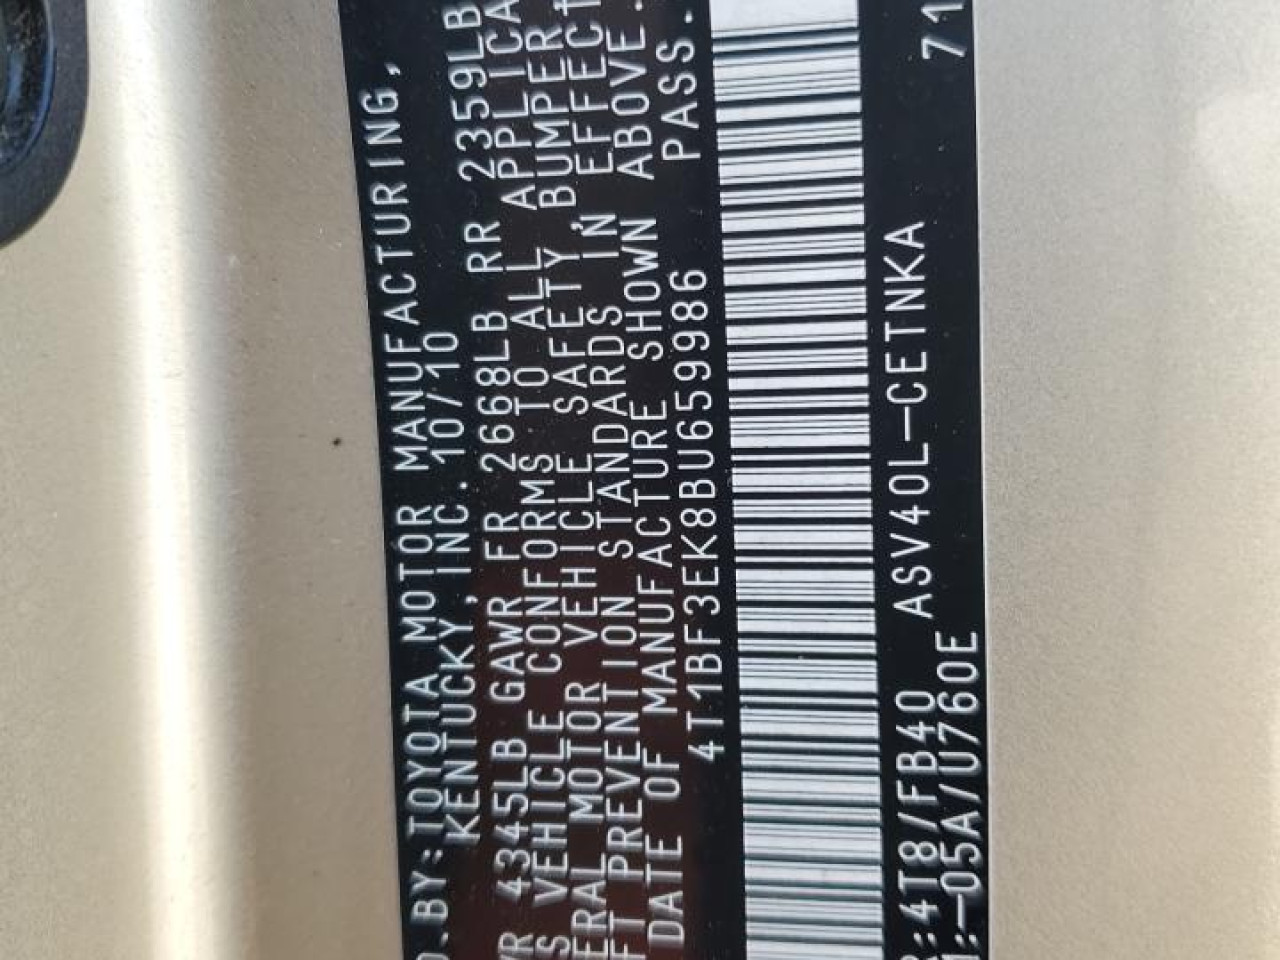 D.BY:TOYOTA MOTOR MANUFACTURING,
KENTUCKY, INC. 10/10
WR 4345LB GAWR FR 2668LB RR 2359LB
S VEHICLE CONFORMS TO ALL APPLICA
ERAL MOTOR VEHICLE SAFETY, BUMPER
FT PREVENTION STANDARDS IN EFFECT
DATE OF MANUFACTURE SHOWN ABOVE.
4T1BF3EK8BU659986 PASS.
R:4T8/FB40 ASV40L-CETNKA 71
:-05A/U760E